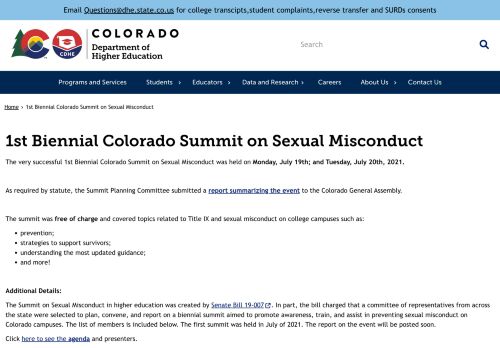 Email Questions@dhe.state.co.us for college transcipts,student complaints,reverse transfer and SURDs consents
COLORADO
Department of
Higher Education
CDHE
Search
Programs and Services Students Educators Data and Research Careers About Us Contact Us
Home › 1st Biennial Colorado Summit on Sexual Misconduct
1st Biennial Colorado Summit on Sexual Misconduct
The very successful 1st Biennial Colorado Summit on Sexual Misconduct was held on Monday, July 19th; and Tuesday, July 20th, 2021.
As required by statute, the Summit Planning Committee submitted a report summarizing the event to the Colorado General Assembly.
The summit was free of charge and covered topics related to Title IX and sexual misconduct on college campuses such as:
• prevention;
• strategies to support survivors;
• understanding the most updated guidance;
• and more!
Additional Details:
The Summit on Sexual Misconduct in higher education was created by Senate Bill 19-007. In part, the bill charged that a committee of representatives from across
the state were selected to plan, convene, and report on a biennial summit aimed to promote awareness, train, and assist in preventing sexual misconduct on
Colorado campuses. The list of members is included below. The first summit was held in July of 2021. The report on the event will be posted soon.
Click here to see the agenda and presenters.